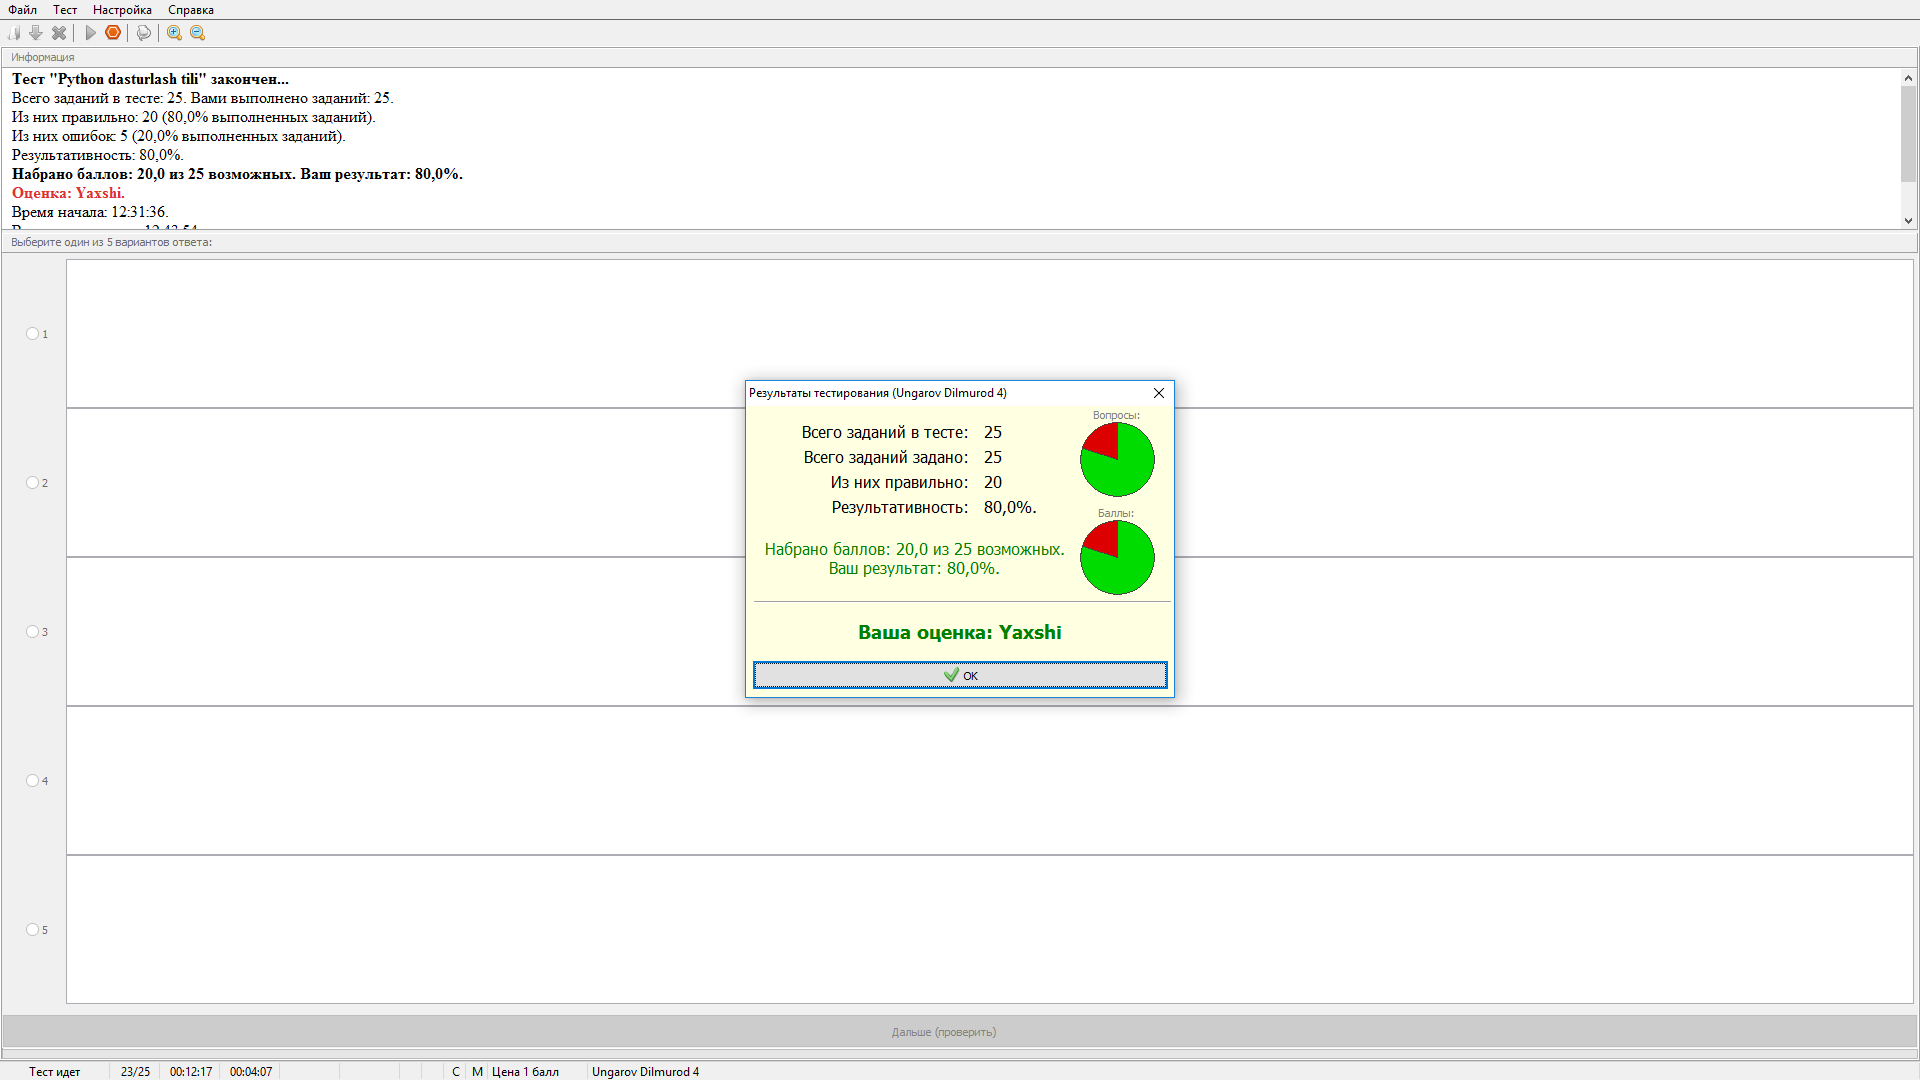 Файл Тест Настройка Справка
Информация
Тест "Python dasturlash tili" закончен...
Всего заданий в тесте: 25. Вами выполнено заданий: 25.
Из них правильно: 20 (80,0% выполненных заданий).
Из них ошибок: 5 (20,0% выполненных заданий).
Результативность: 80,0%.
Набрано баллов: 20,0 из 25 возможных. Ваш результат: 80,0%.
Оценка: Yaxshi.
Время начала: 12:31:36.
Выберите один из 5 вариантов ответа:
1
2
3
4
5
Результаты тестирования (Ungarov Dilmurod 4)
Вопросы:
Всего заданий в тесте: 25
Всего заданий задано: 25
Из них правильно: 20
Результативность: 80,0%.
Баллы:
Набрано баллов: 20,0 из 25 возможных.
Ваш результат: 80,0%.
Ваша оценка: Yaxshi
OK
Дальше (проверить)
Тест идет 23/25 00:12:17 00:04:07 С М Цена 1 балл Ungarov Dilmurod 4